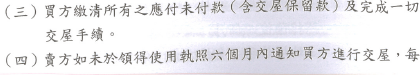 (三)買方繳清所有之應付未付款(含交屋保留款)及完成一切
交屋手續。
(四)賣方如未於領得使用執照六個月內通知買方進行交屋,每